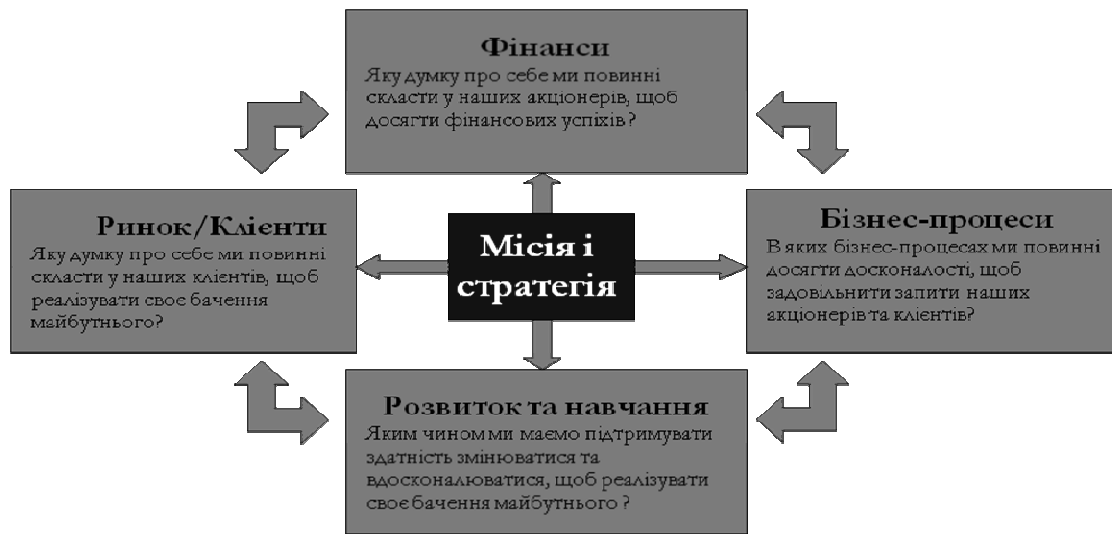 Фінанси
Яку думку про себе ми повинні
скласти у наших акціонерів, щоб
досягти фінансових успіхів?
Ринок/Клієнти
Яку думку про себе ми повинні
скласти у наших клієнтів, щоб
реалізувати своє бачення
майбутнього?
Місія і
стратегія
Бізнес-процеси
В яких бізнес-процесах ми повинні
досягти досконалості, щоб
задовільнити запити наших
акціонерів та клієнтів?
Розвиток та навчання
Яким чином ми маємо підтримувати
здатність змінюватися та
вдосконалюватися, щоб реалізувати
своє бачення майбутнього ?